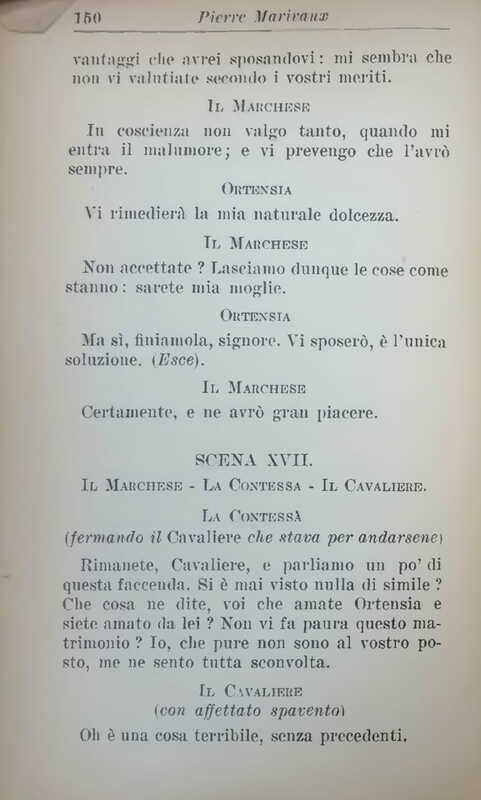 150 Pierre Marivaux
vantaggi che avrei sposandovi: mi sembra che
non vi valutiate secondo i vostri meriti.
Il Marchese
In coscienza non valgo tanto, quando mi
entra il malumore; e vi prevengo che l'avrò
sempre.
Ortensia
Vi rimedierà la mia naturale dolcezza.
Il Marchese
Non accettate ? Lasciamo dunque le cose come
stanno: sarete mia moglie.
Ortensia
Ma sì, finiamola, signore. Vi sposerò, è l'unica
soluzione. (Esce).
Il Marchese
Certamente, e ne avrò gran piacere.
SCENA XVII.
Il Marchese - La Contessa - Il Cavaliere.
La Contessa
(fermando il Cavaliere che stava per andarsene)
Rimanete, Cavaliere, e parliamo un po' di
questa faccenda. Si è mai visto nulla di simile ?
Che cosa ne dite, voi che amate Ortensia e
siete amato da lei ? Non vi fa paura questo ma-
trimonio ? Io, che pure non sono al vostro po-
sto, me ne sento tutta sconvolta.
Il Cavaliere
(con affettato spavento)
Oh è una cosa terribile, senza precedenti.